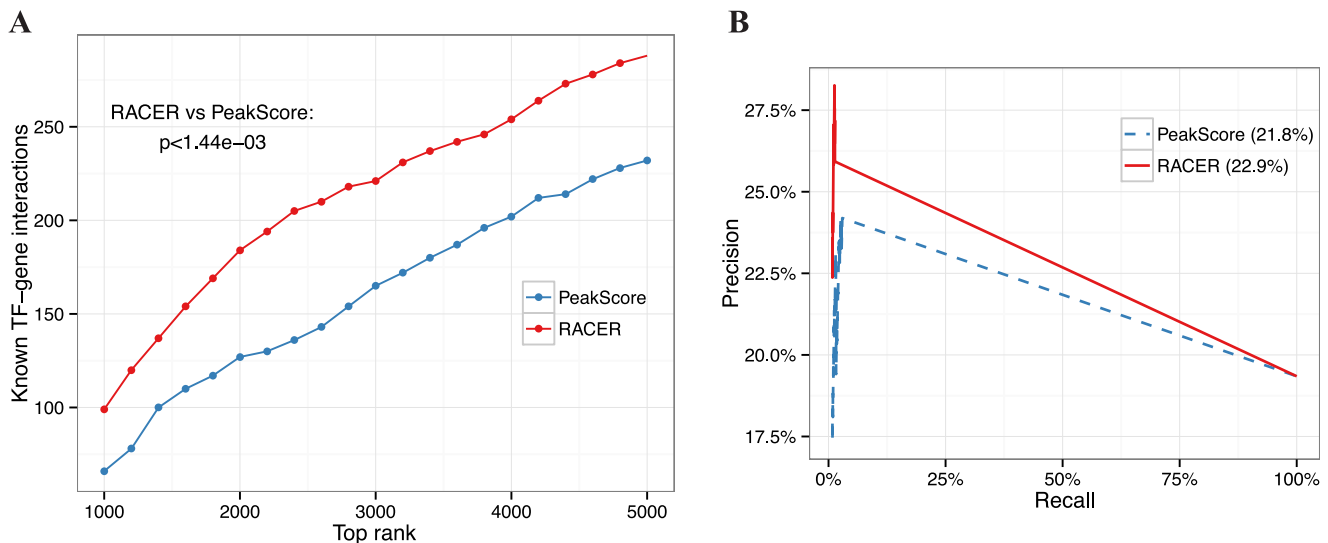 A
Known TF−gene interactions
250
200
150
100
RACER vs PeakScore:
p<1.44e−03
PeakScore
RACER
1000 2000 3000 4000 5000
Top rank
B
Precision
27.5%
25.0%
22.5%
20.0%
17.5%
PeakScore (21.8%)
RACER (22.9%)
0% 25% 50% 75% 100%
Recall